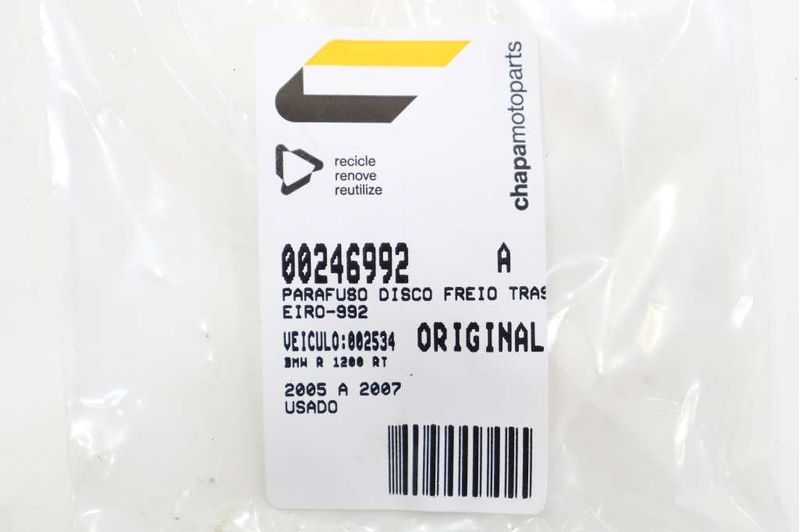 chapamotoparts
recicle
renove
reutilize
00246992 A
PARAFUSO DISCO FREIO TRAS
EIRO-992
VEICULO:002534 ORIGINAL
BMW R 1200 RT
2005 A 2007
USADO